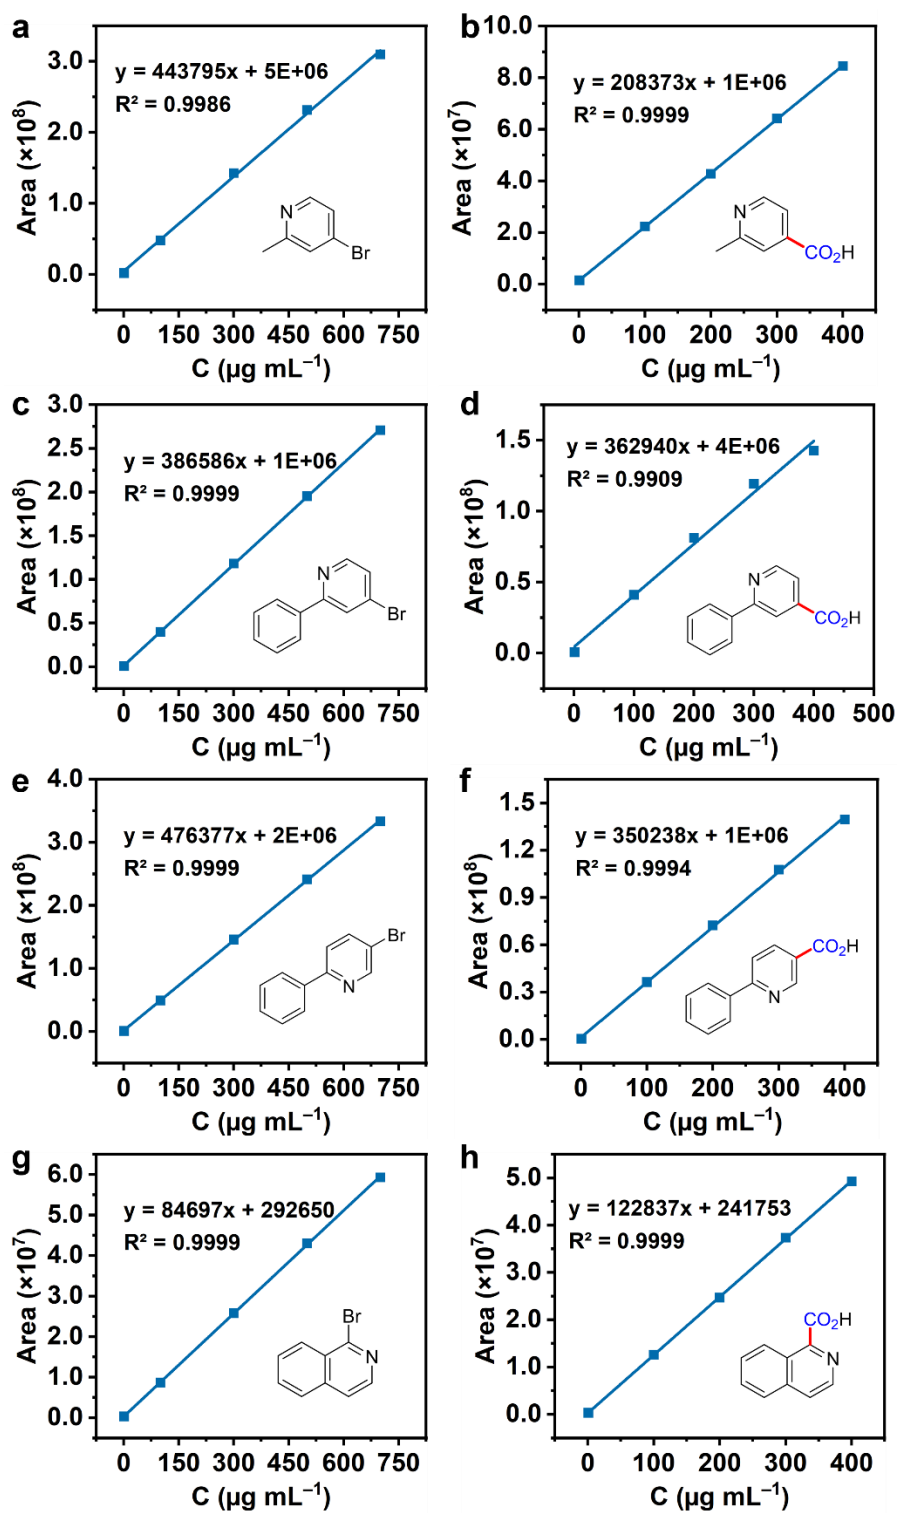 a
y = 443795x + 5E+06
R² = 0.9986
Area (×10⁸)
3.0
2.0
1.0
0.0
N
Br
0 150 300 450 600 750
C (µg mL⁻¹)
b
y = 208373x + 1E+06
R² = 0.9999
Area (×10⁷)
10.0
8.0
6.0
4.0
2.0
0.0
N
CO₂H
0 100 200 300 400
C (µg mL⁻¹)
c
y = 386586x + 1E+06
R² = 0.9999
Area (×10⁸)
3.0
2.5
2.0
1.5
1.0
0.5
0.0
N
Br
0 150 300 450 600 750
C (µg mL⁻¹)
d
y = 362940x + 4E+06
R² = 0.9909
Area (×10⁸)
1.5
1.0
0.5
0.0
N
CO₂H
0 100 200 300 400 500
C (µg mL⁻¹)
e
y = 476377x + 2E+06
R² = 0.9999
Area (×10⁸)
4.0
3.0
2.0
1.0
0.0
Br
N
0 150 300 450 600 750
C (µg mL⁻¹)
f
y = 350238x + 1E+06
R² = 0.9994
Area (×10⁸)
1.5
1.2
0.9
0.6
0.3
0.0
CO₂H
N
0 100 200 300 400
C (µg mL⁻¹)
g
y = 84697x + 292650
R² = 0.9999
Area (×10⁷)
6.0
5.0
4.0
3.0
2.0
1.0
0.0
Br
N
0 150 300 450 600 750
C (µg mL⁻¹)
h
y = 122837x + 241753
R² = 0.9999
Area (×10⁷)
5.0
4.0
3.0
2.0
1.0
0.0
CO₂H
N
0 100 200 300 400
C (µg mL⁻¹)